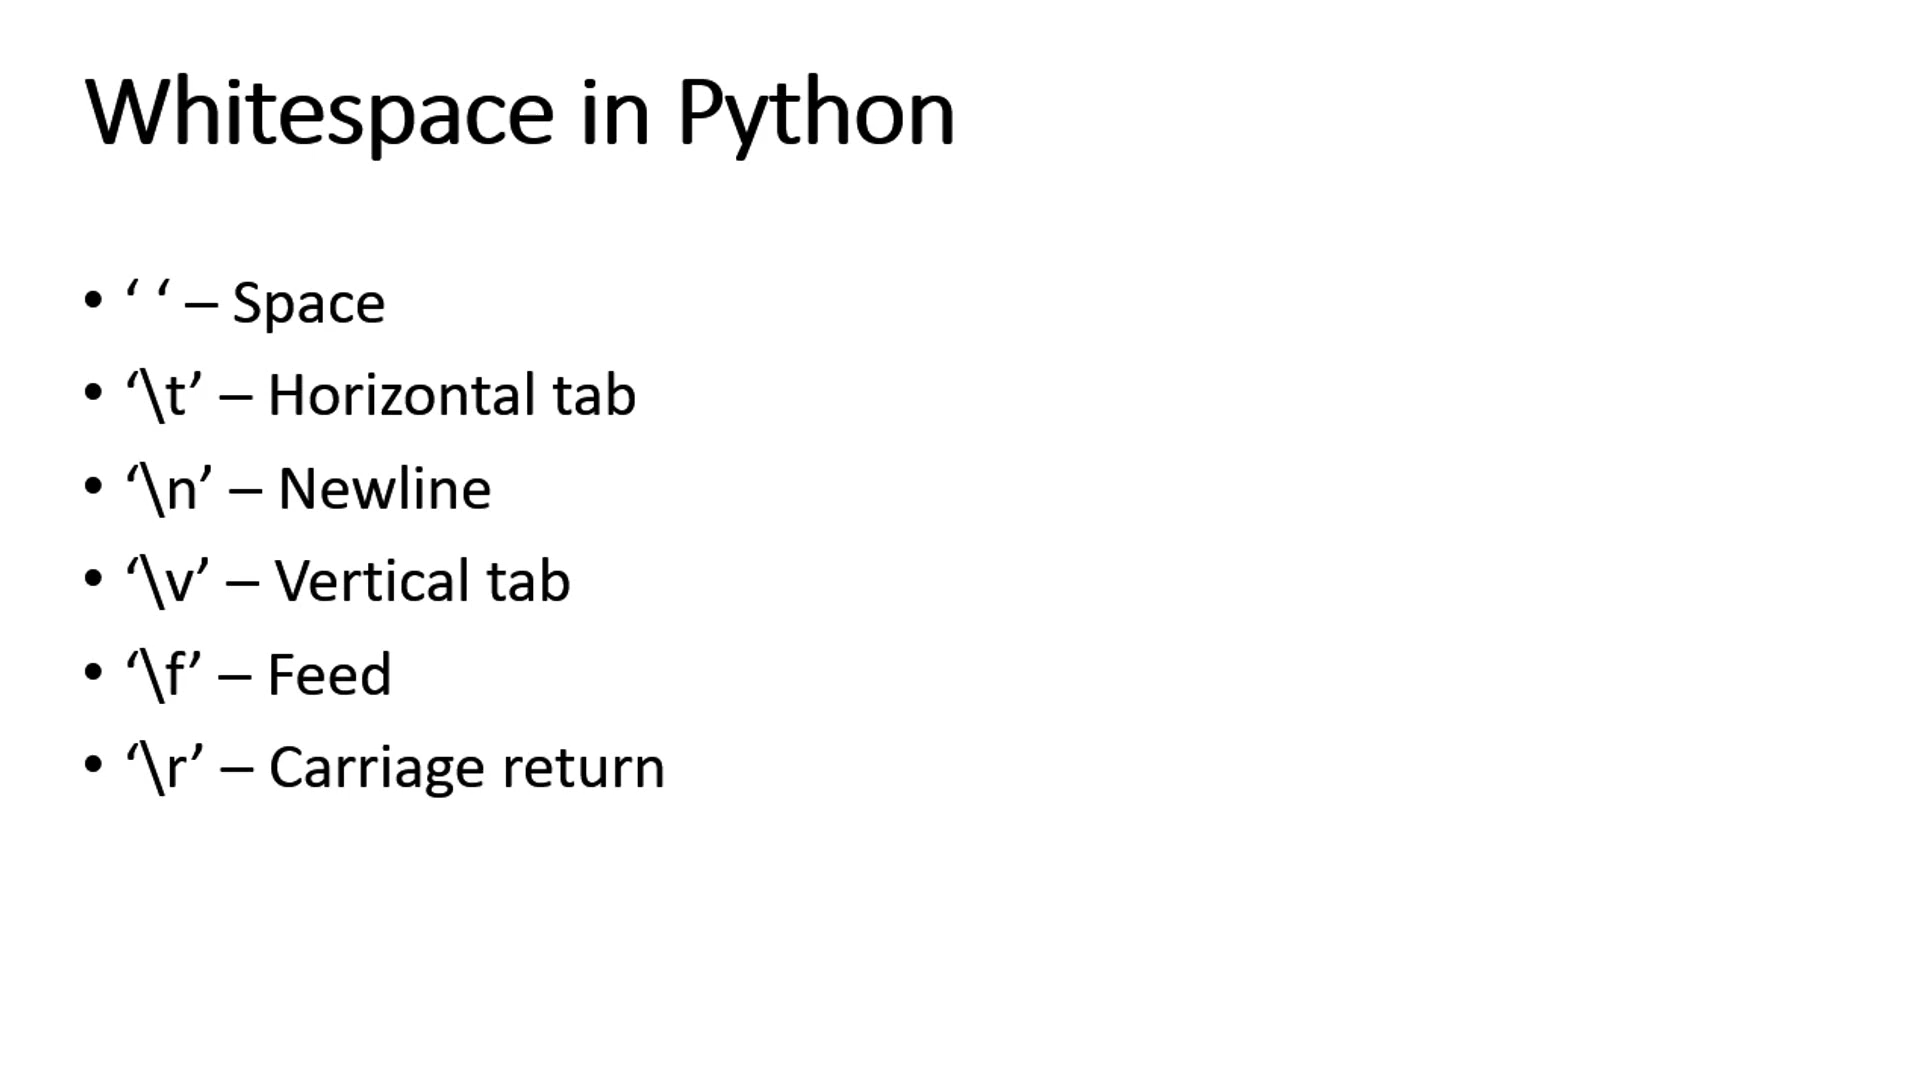 Whitespace in Python
• ‘ ‘ – Space
• ‘\t’ – Horizontal tab
• ‘\n’ – Newline
• ‘\v’ – Vertical tab
• ‘\f’ – Feed
• ‘\r’ – Carriage return